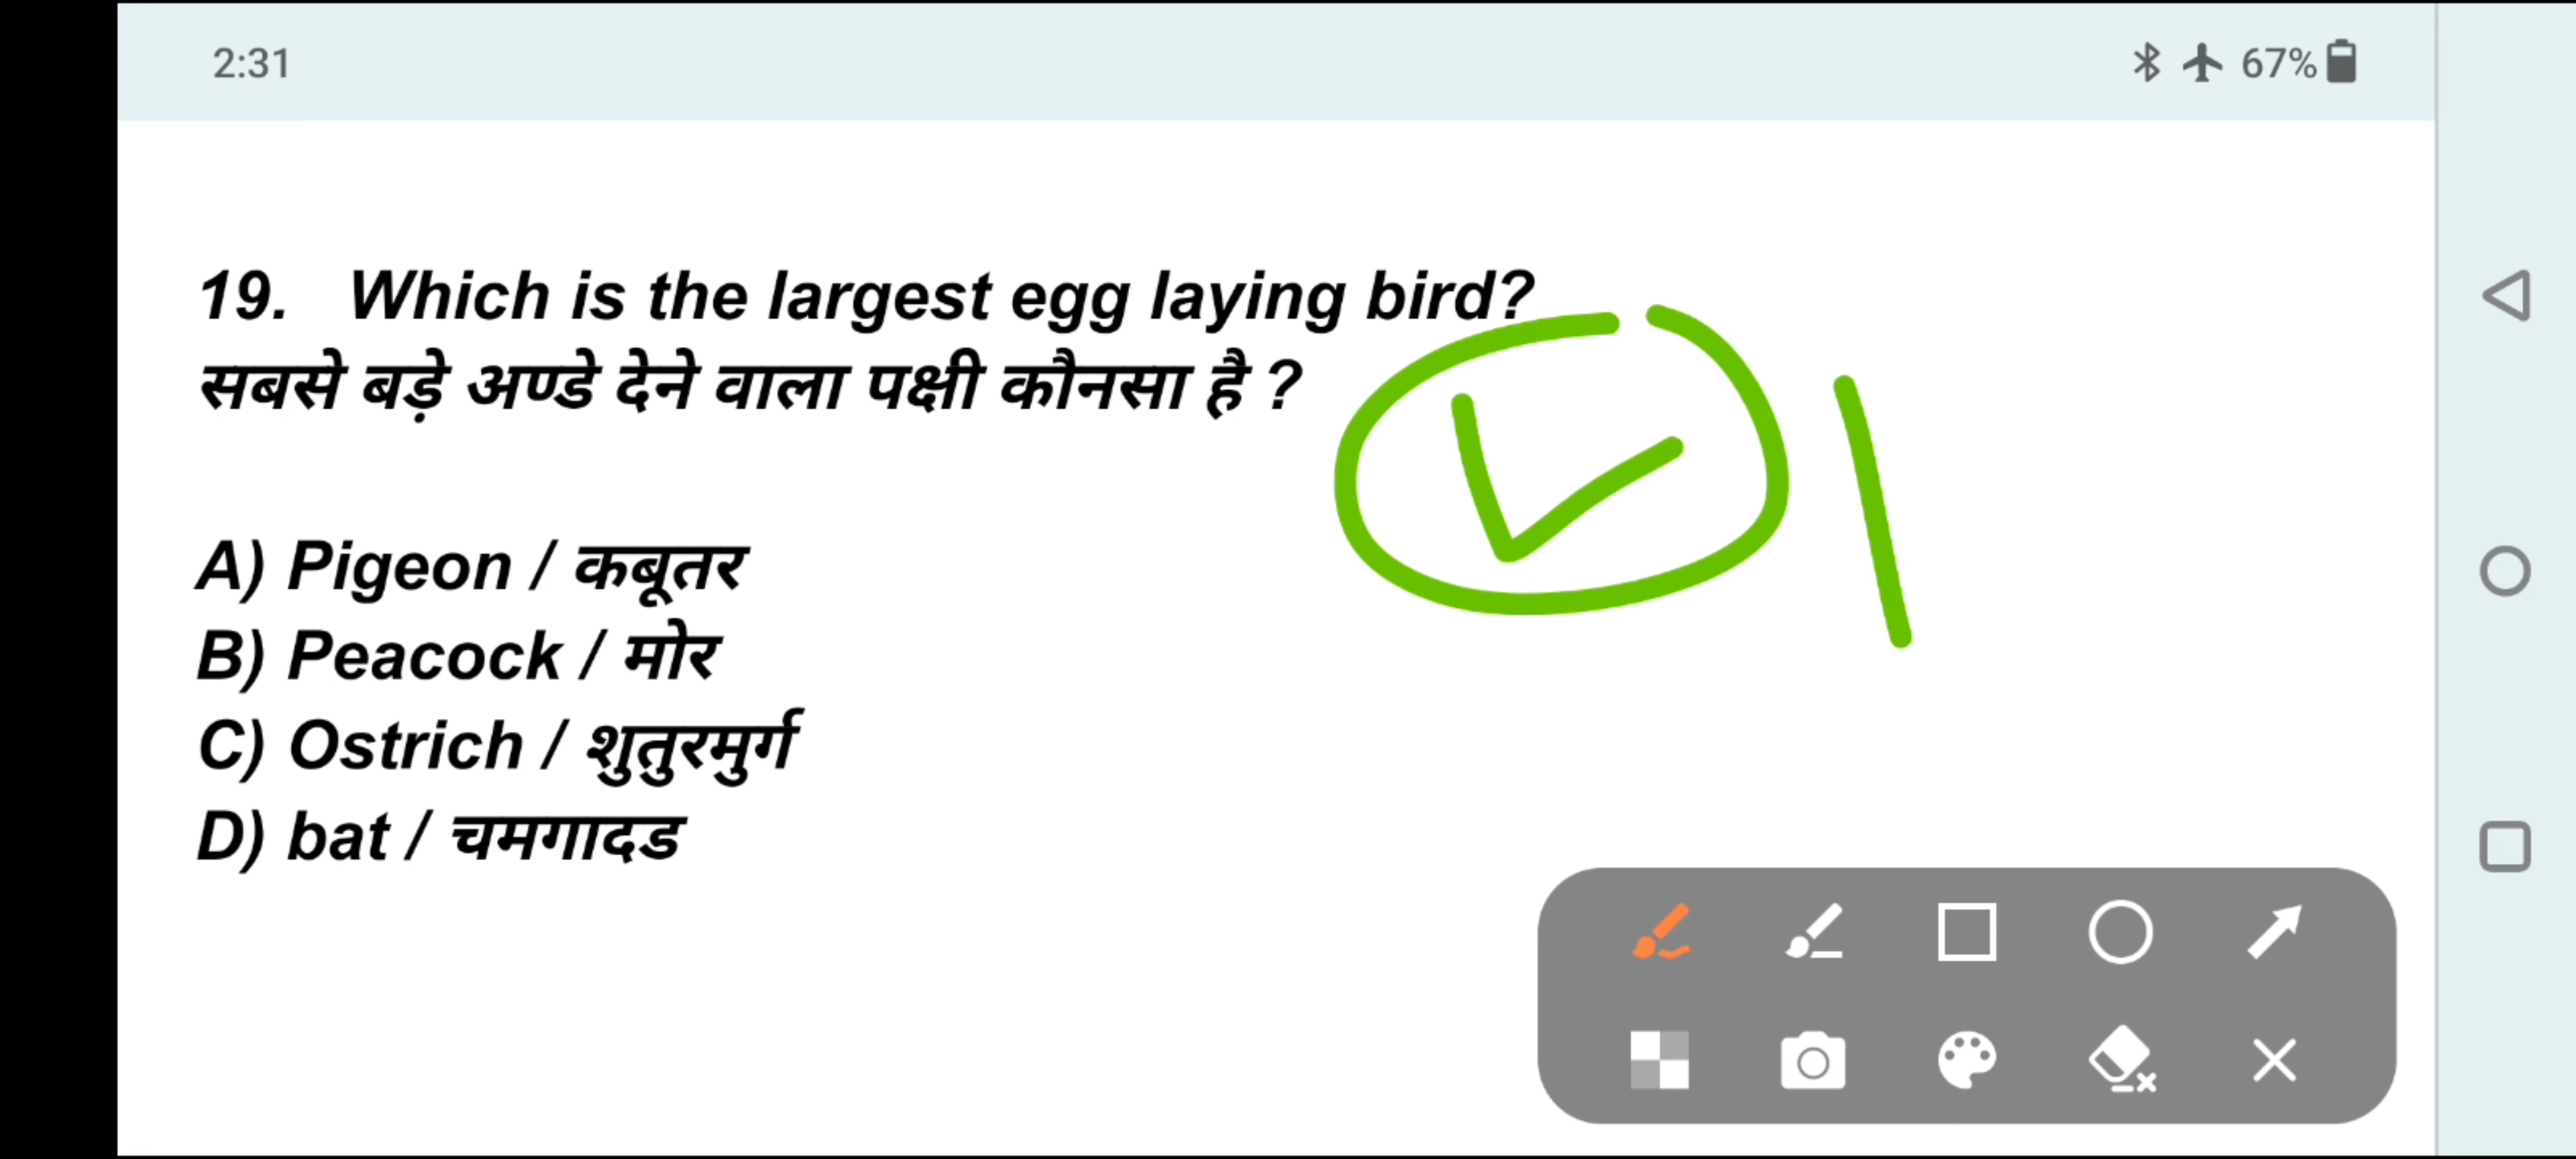 2:31
67%
19. Which is the largest egg laying bird?
सबसे बड़े अण्डे देने वाला पक्षी कौनसा है ?
A) Pigeon / कबूतर
B) Peacock / मोर
C) Ostrich / शुतुरमुर्ग
D) bat / चमगादड